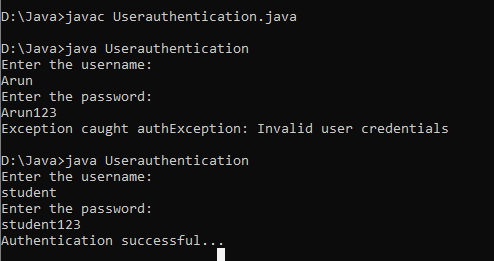 D:\Java>javac Userauthentication.java
D:\Java>java Userauthentication
Enter the username:
Arun
Enter the password:
Arun123
Exception caught authException: Invalid user credentials
D:\Java>java Userauthentication
Enter the username:
student
Enter the password:
student123
Authentication successful...